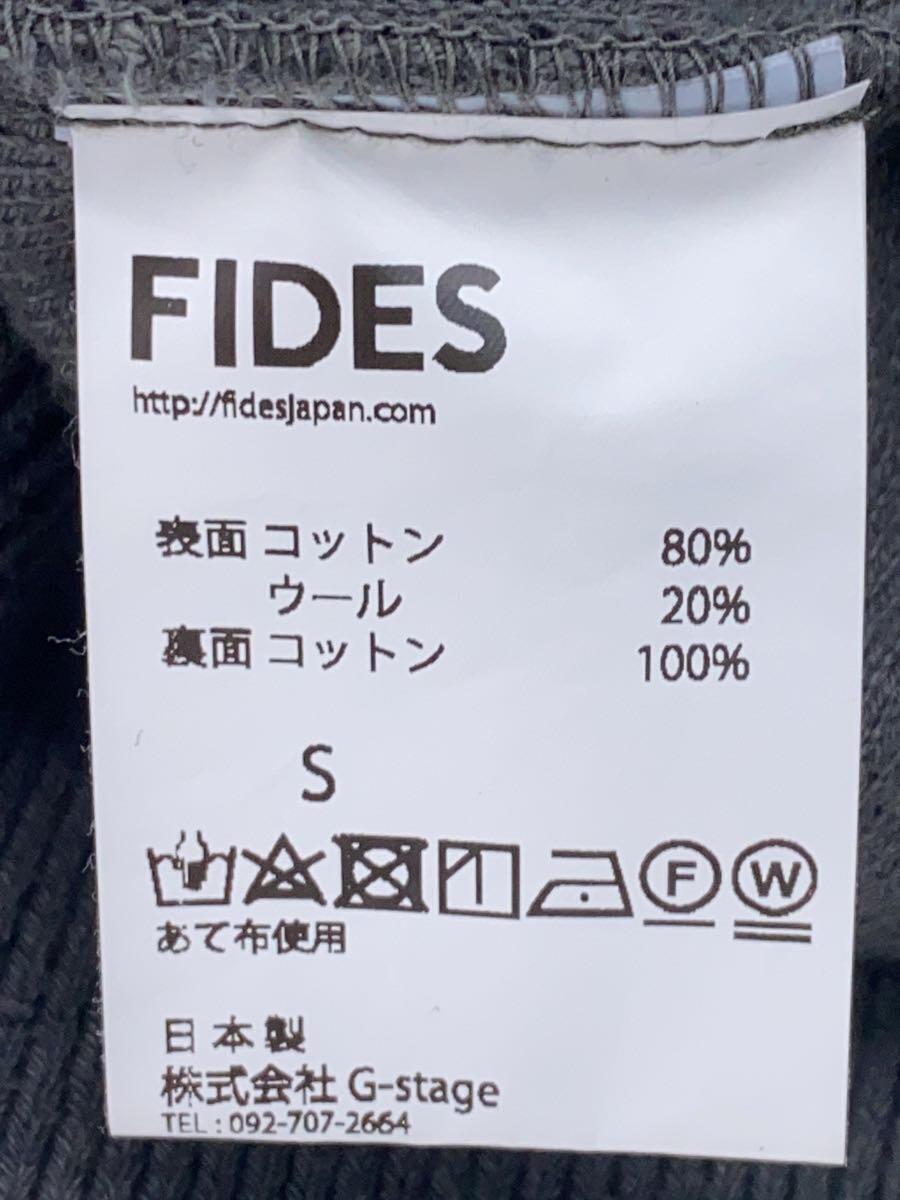 FIDES
http://fidesjapan.com
表面 コットン 80%
ウール 20%
裏面 コットン 100%
S
F W
あて布使用
日本製
株式会社 G-stage
TEL : 092-707-2664